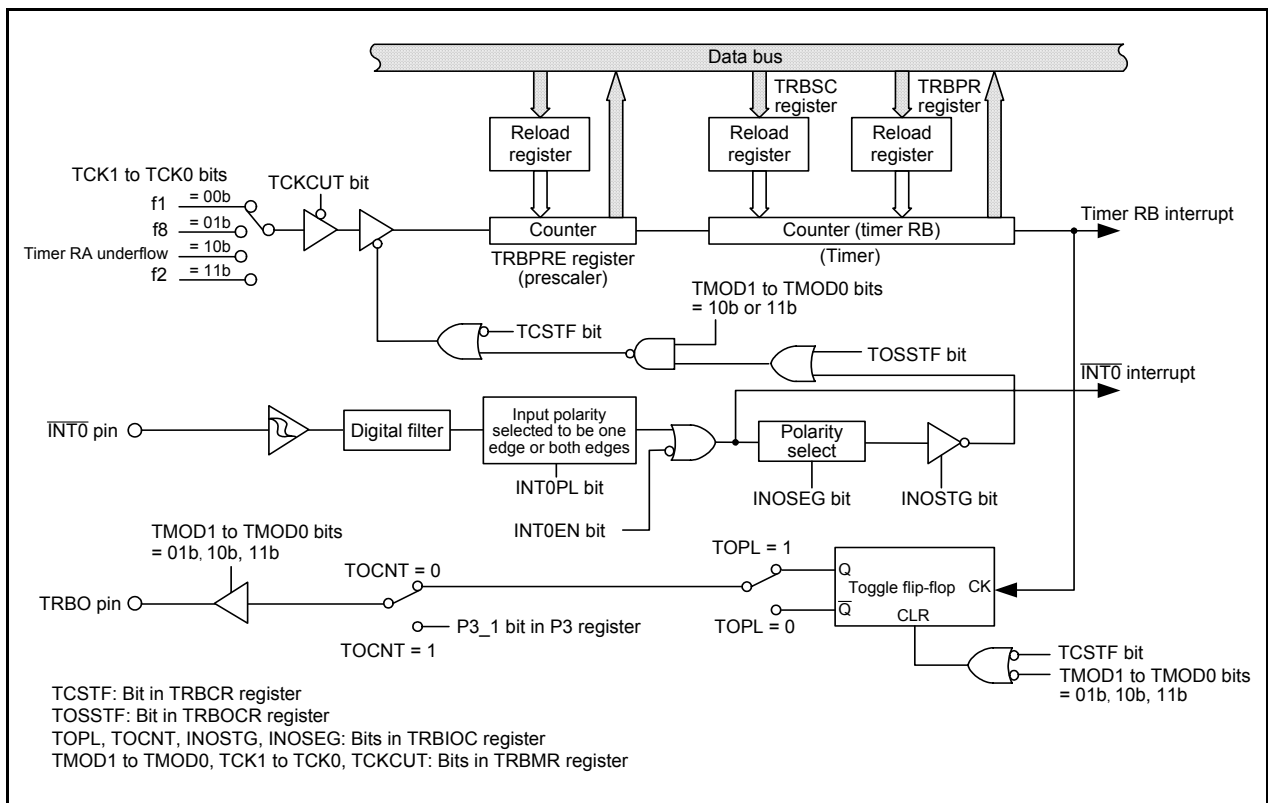 Data bus
TRBSC
register
TRBPR
register
Reload
register
Reload
register
Reload
register
TCK1 to TCK0 bits
TCKCUT bit
f1
= 00b
f8
= 01b
Timer RA underflow
= 10b
f2
= 11b
Counter
TRBPRE register
(prescaler)
Counter (timer RB)
(Timer)
Timer RB interrupt
TMOD1 to TMOD0 bits
= 10b or 11b
TCSTF bit
TOSSTF bit
INT0 interrupt
INT0 pin
Digital filter
Input polarity
selected to be one
edge or both edges
Polarity
select
INT0PL bit
INOSEG bit
INOSTG bit
INT0EN bit
TMOD1 to TMOD0 bits
= 01b, 10b, 11b
TOPL = 1
TOCNT = 0
Q
Toggle flip-flop
CK
TRBO pin
Q
CLR
P3_1 bit in P3 register
TOPL = 0
TOCNT = 1
TCSTF bit
TMOD1 to TMOD0 bits
= 01b, 10b, 11b
TCSTF: Bit in TRBCR register
TOSSTF: Bit in TRBOCR register
TOPL, TOCNT, INOSTG, INOSEG: Bits in TRBIOC register
TMOD1 to TMOD0, TCK1 to TCK0, TCKCUT: Bits in TRBMR register